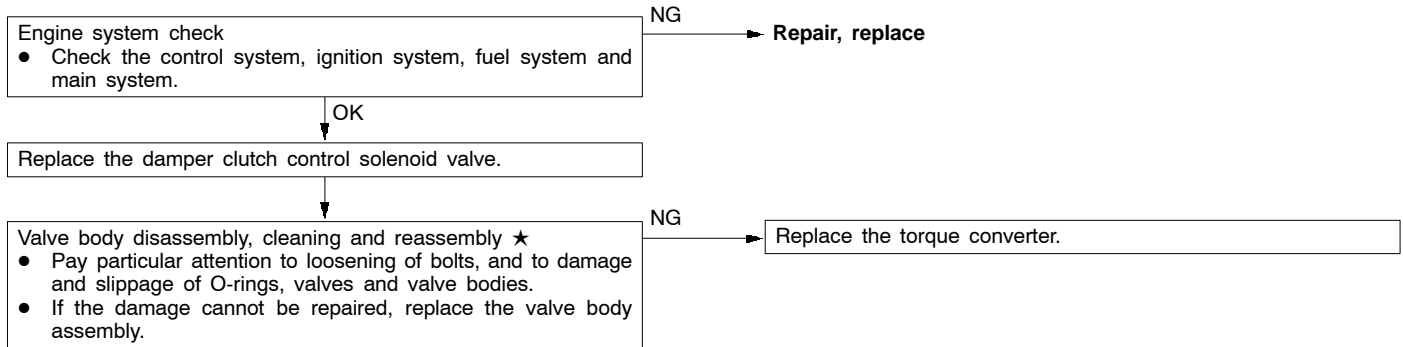 NG
Engine system check
Repair, replace
● Check the control system, ignition system, fuel system and
main system.
OK
Replace the damper clutch control solenoid valve.
NG
Valve body disassembly, cleaning and reassembly ★
Replace the torque converter.
● Pay particular attention to loosening of bolts, and to damage
and slippage of O-rings, valves and valve bodies.
● If the damage cannot be repaired, replace the valve body
assembly.